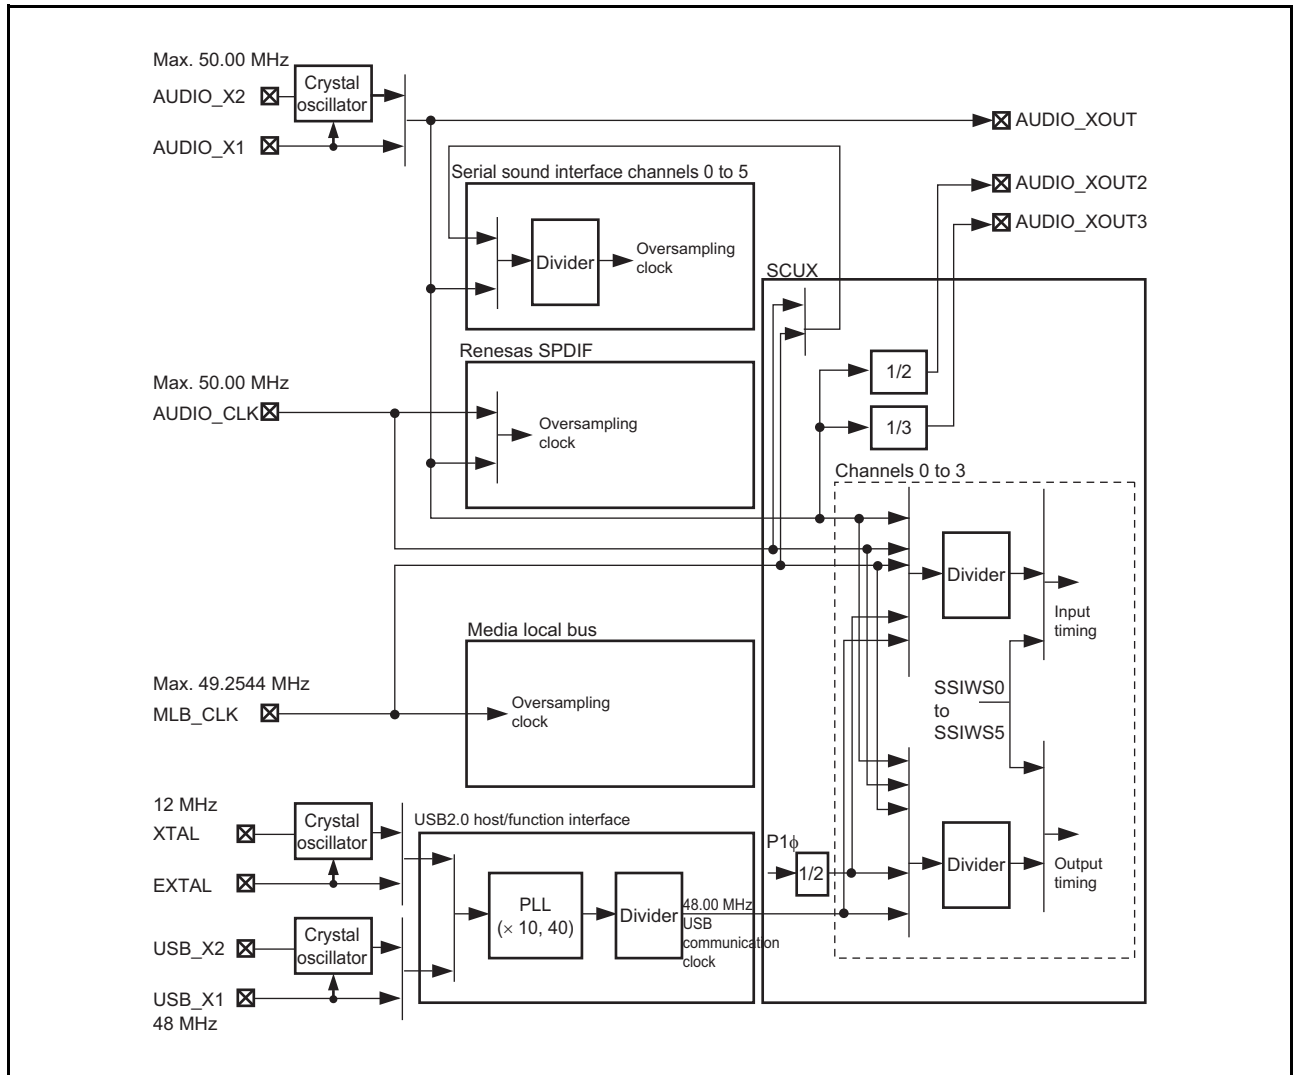 Max. 50.00 MHz
AUDIO_X2
Crystal
oscillator
AUDIO_X1
AUDIO_XOUT
AUDIO_XOUT2
AUDIO_XOUT3
Serial sound interface channels 0 to 5
Divider
Oversampling
clock
SCUX
Renesas SPDIF
Oversampling
clock
Max. 50.00 MHz
AUDIO_CLK
1/2
1/3
Channels 0 to 3
Divider
Input
timing
Media local bus
Oversampling
clock
Max. 49.2544 MHz
MLB_CLK
SSIWS0
to
SSIWS5
12 MHz
XTAL
Crystal
oscillator
EXTAL
USB2.0 host/function interface
PLL
(× 10, 40)
Divider
48.00 MHz
USB
communication
clock
P1ϕ
1/2
Divider
Output
timing
USB_X2
Crystal
oscillator
USB_X1
48 MHz